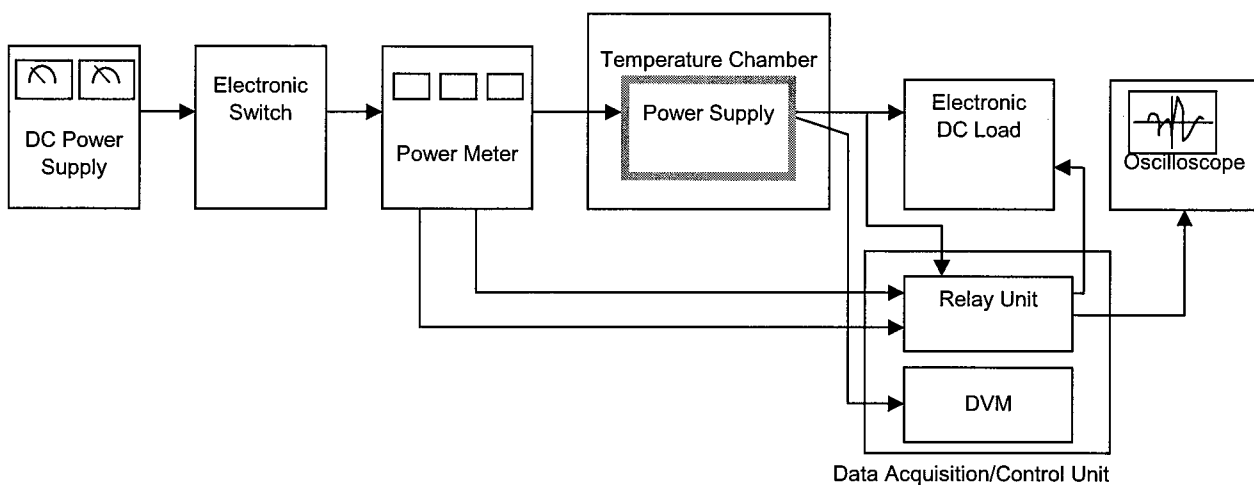 DC Power
Supply
Electronic
Switch
Power Meter
Temperature Chamber
Power Supply
Electronic
DC Load
Oscilloscope
Relay Unit
DVM
Data Acquisition/Control Unit